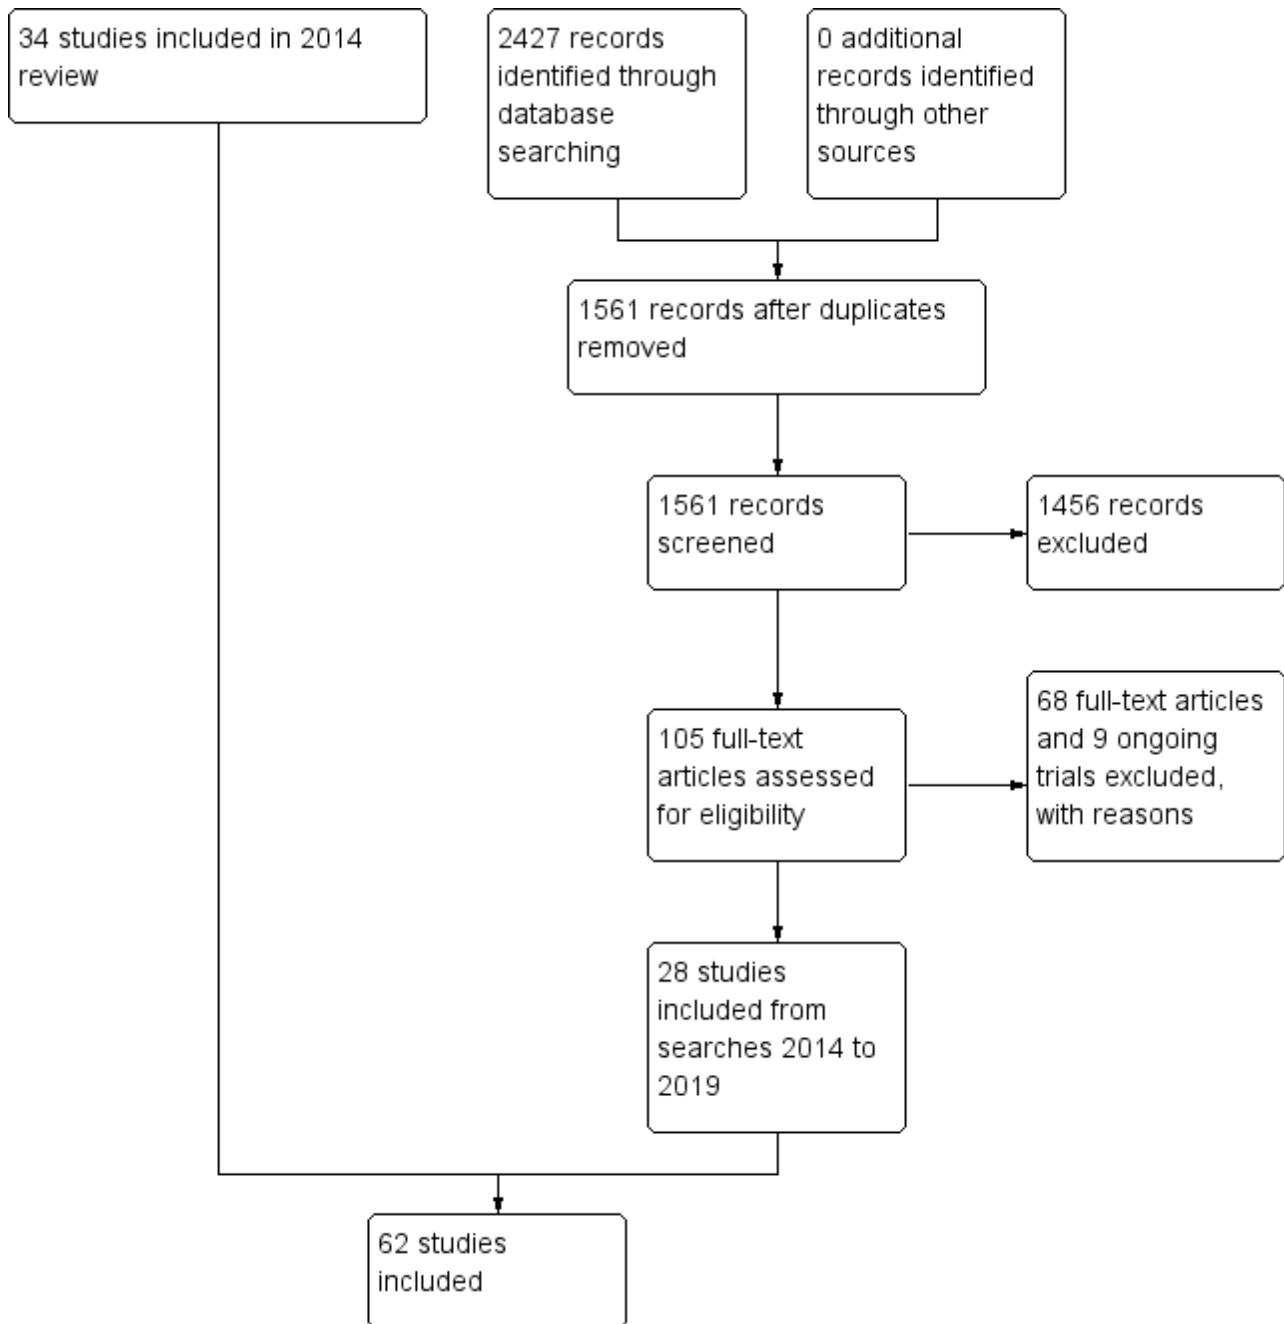 34 studies included in 2014
review
2427 records
identified through
database
searching
0 additional
records identified
through other
sources
1561 records after duplicates
removed
1561 records
screened
1456 records
excluded
105 full-text
articles assessed
for eligibility
68 full-text articles
and 9 ongoing
trials excluded,
with reasons
28 studies
included from
searches 2014 to
2019
62 studies
included